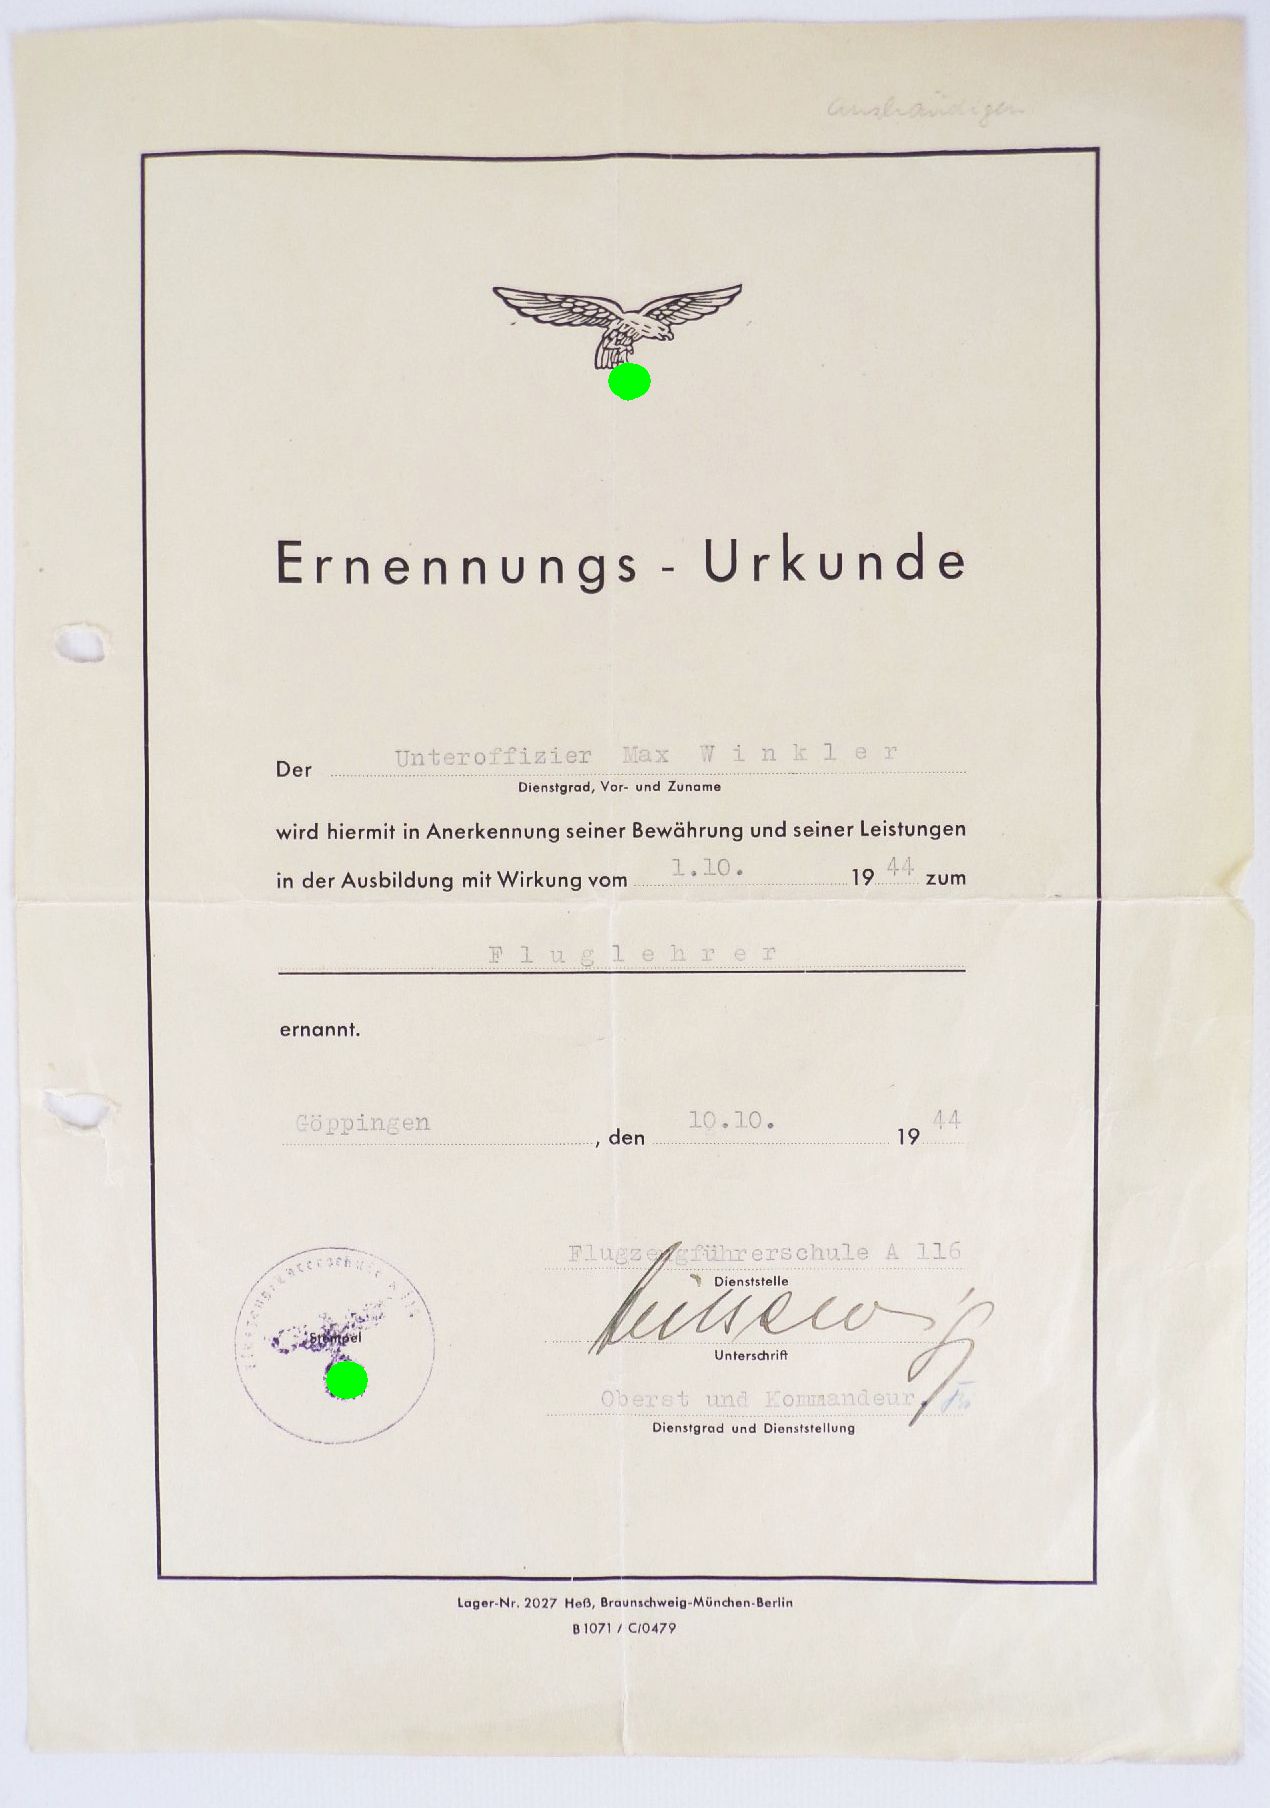 aushändigen
Ernennungs - Urkunde
Der Unteroffizier Max Winkler
Dienstgrad, Vor- und Zuname
wird hiermit in Anerkennung seiner Bewährung und seiner Leistungen
in der Ausbildung mit Wirkung vom 1.10. 1944 zum
Fluglehrer
ernannt.
Göppingen, den 10.10. 1944
Flugzeugführerschule A 116
Dienststelle
Stempel
Unterschrift
Oberst und Kommandeur.
Dienstgrad und Dienststellung
Lager-Nr. 2027 Heß, Braunschweig-München-Berlin
B 1071 / C/0479